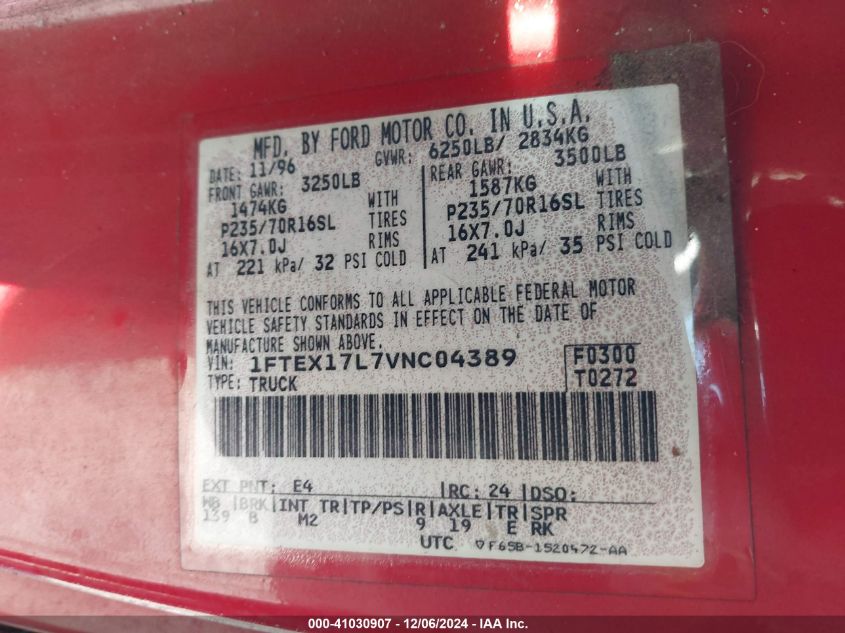 MFD. BY FORD MOTOR CO. IN U.S.A.
DATE: 11/96 GVWR: 6250LB/ 2834KG
FRONT GAWR: 3250LB REAR GAWR: 3500LB
1474KG WITH 1587KG WITH
P235/70R16SL TIRES P235/70R16SL TIRES
16X7.0J RIMS 16X7.0J RIMS
AT 221 kPa/ 32 PSI COLD AT 241 kPa/ 35 PSI COLD
THIS VEHICLE CONFORMS TO ALL APPLICABLE FEDERAL MOTOR
VEHICLE SAFETY STANDARDS IN EFFECT ON THE DATE OF
MANUFACTURE SHOWN ABOVE.
VIN: 1FTEX17L7VNC04389 F0300
TYPE: TRUCK T0272
EXT PNT: E4 RC: 24 DSO:
WB BRK INT TR TP/PS R AXLE TR SPR
139 B M2 9 19 E RK
UTC F65B-1520472-AA
000-41030907 - 12/06/2024 - IAA Inc.